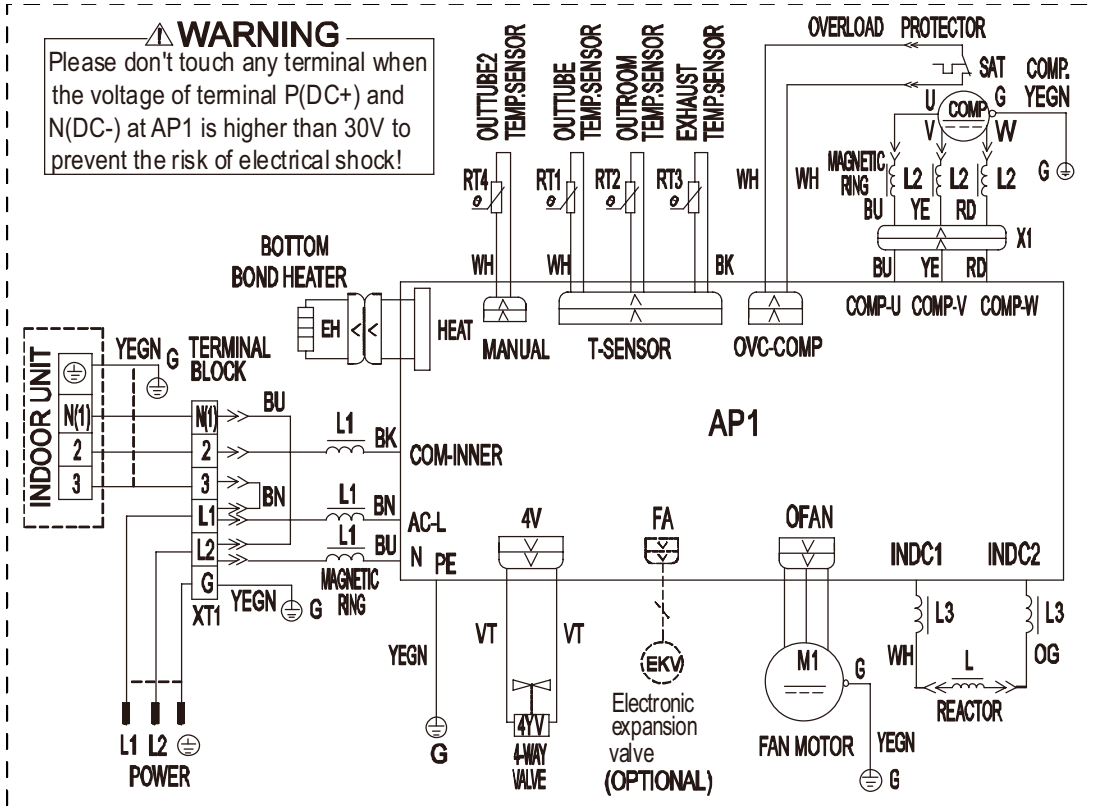 WARNING
Please don't touch any terminal when
the voltage of terminal P(DC+) and
N(DC-) at AP1 is higher than 30V to
prevent the risk of electrical shock!
OUTTUBE2
TEMP.SENSOR
OUTTUBE
TEMP.SENSOR
OUTROOM
TEMP.SENSOR
EXHAUST
TEMP.SENSOR
RT4
RT1
RT2
RT3
θ
θ
θ
θ
WH
WH
BK
WH
WH
OVERLOAD PROTECTOR
SAT
COMP.
YEGN
U
V
COMP
G
W
G
MAGNETIC
RING
L2
L2
L2
BU
YE
RD
X1
BU
YE
RD
COMP-U
COMP-V
COMP-W
BOTTOM
BOND HEATER
EH
HEAT
MANUAL
T-SENSOR
OVC-COMP
AP1
INDOOR UNIT
N(1)
2
3
YEGN
G
TERMINAL
BLOCK
N(1)
2
3
L1
L2
G
XT1
BU
BN
L1
BK
COM-INNER
L1
BN
AC-L
L1
BU
N
PE
MAGNETIC
RING
YEGN
G
L1
L2
POWER
YEGN
G
4V
VT
VT
4YV
4-WAY
VALVE
FA
EKV
Electronic
expansion
valve
(OPTIONAL)
OFAN
M1
G
FAN MOTOR
YEGN
G
INDC1
INDC2
L3
L3
WH
OG
L
REACTOR